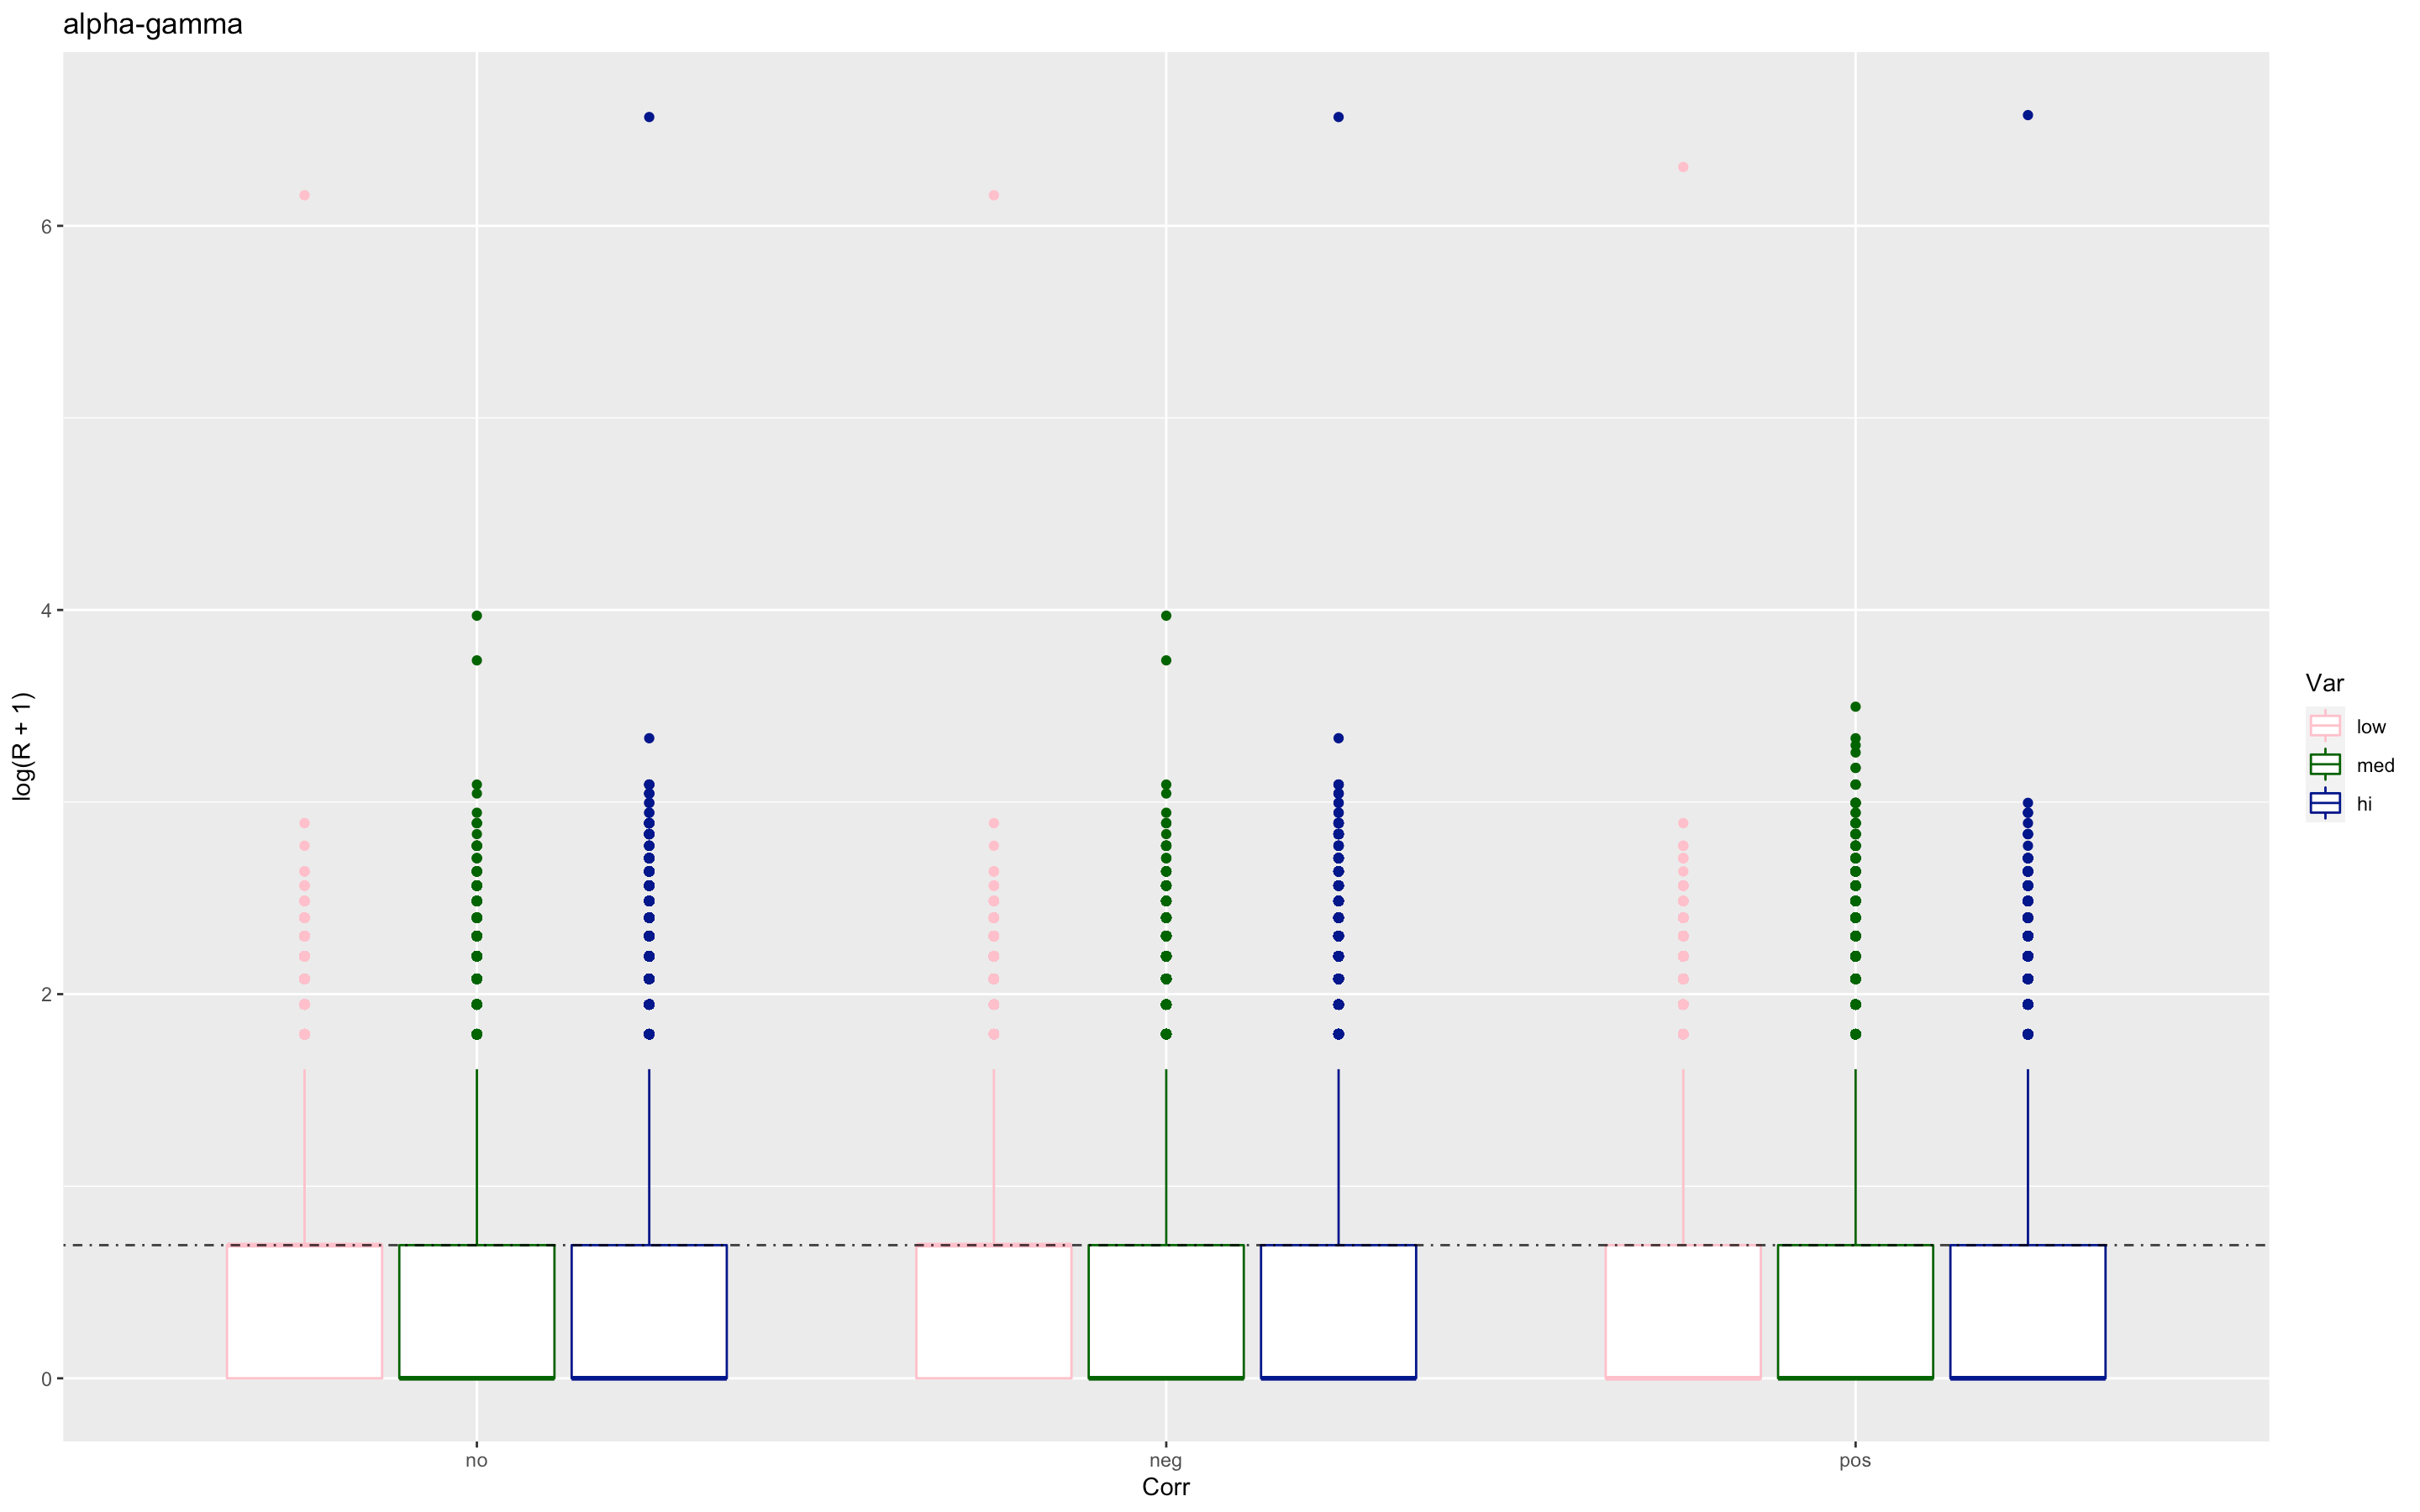 alpha-gamma
log(R + 1)
6
4
2
0
no
neg
pos
Corr
Var
low
med
hi